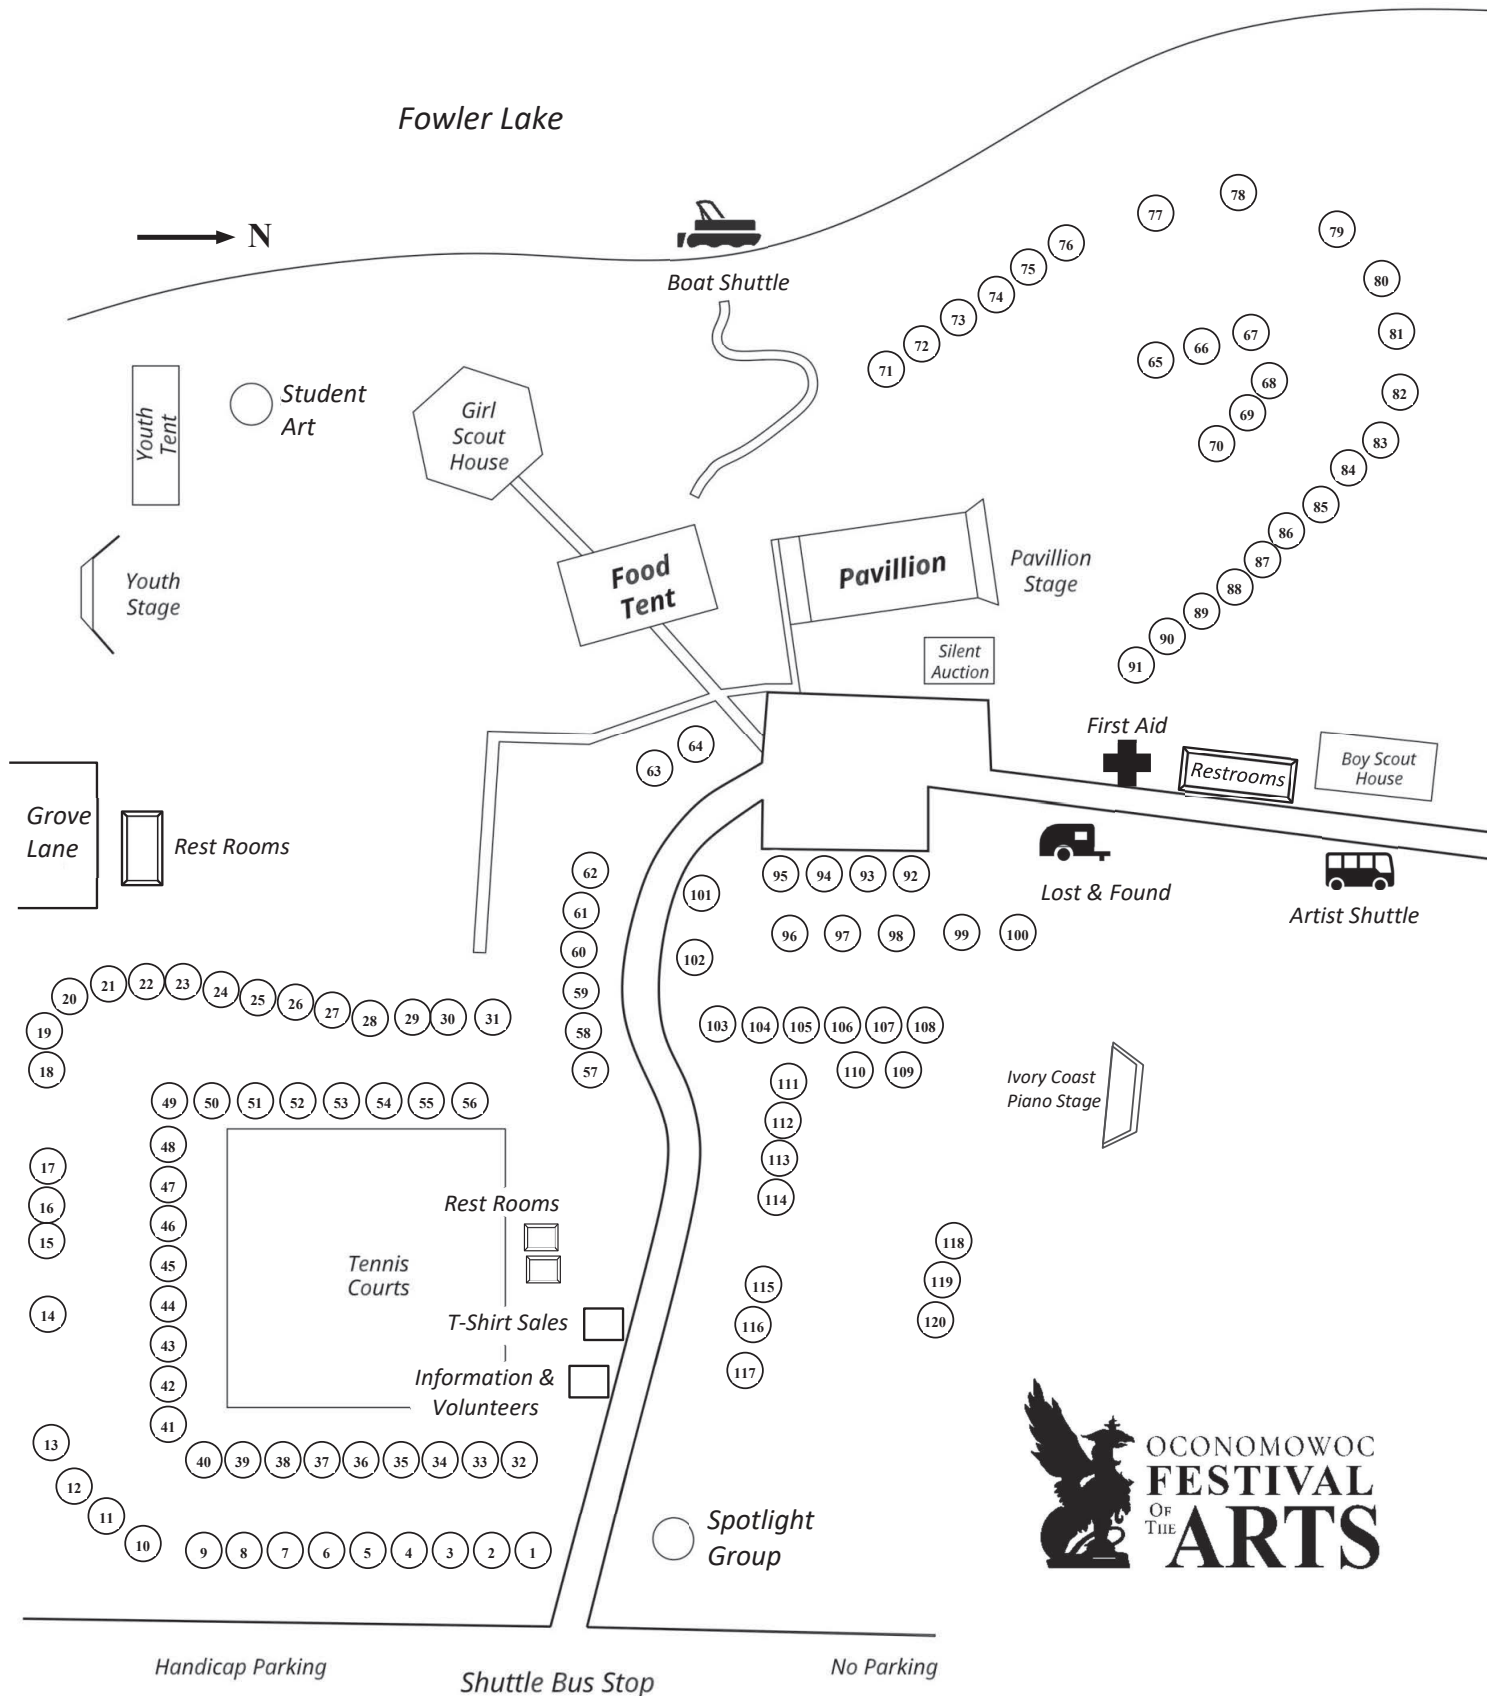 Fowler Lake
N
Boat Shuttle
78
77
79
76
75
80
74
73
81
72
67
66
65
71
68
82
69
70
83
84
85
86
87
88
89
90
91
Youth
Tent
Student
Art
Girl
Scout
House
Youth
Stage
Food
Tent
Pavillion
Pavillion
Stage
Silent
Auction
First Aid
Restrooms
Boy Scout
House
64
63
Grove
Lane
Rest Rooms
Lost & Found
Artist Shuttle
62
61
60
59
58
57
101
102
95 94 93 92
96 97 98 99 100
103 104 105 106 107 108
110 109
111
112
113
114
115
116
117
118
119
120
Ivory Coast
Piano Stage
20 21 22 23 24 25 26 27 28 29 30 31
19
18
17
16
15
14
13
12
11
10
49 50 51 52 53 54 55 56
48
47
46
45
44
43
42
41
Rest Rooms
Tennis
Courts
T-Shirt Sales
Information &
Volunteers
40 39 38 37 36 35 34 33 32
9 8 7 6 5 4 3 2 1
Spotlight
Group
OCONOMOWOC
FESTIVAL
OF
THE
ARTS
Handicap Parking
Shuttle Bus Stop
No Parking